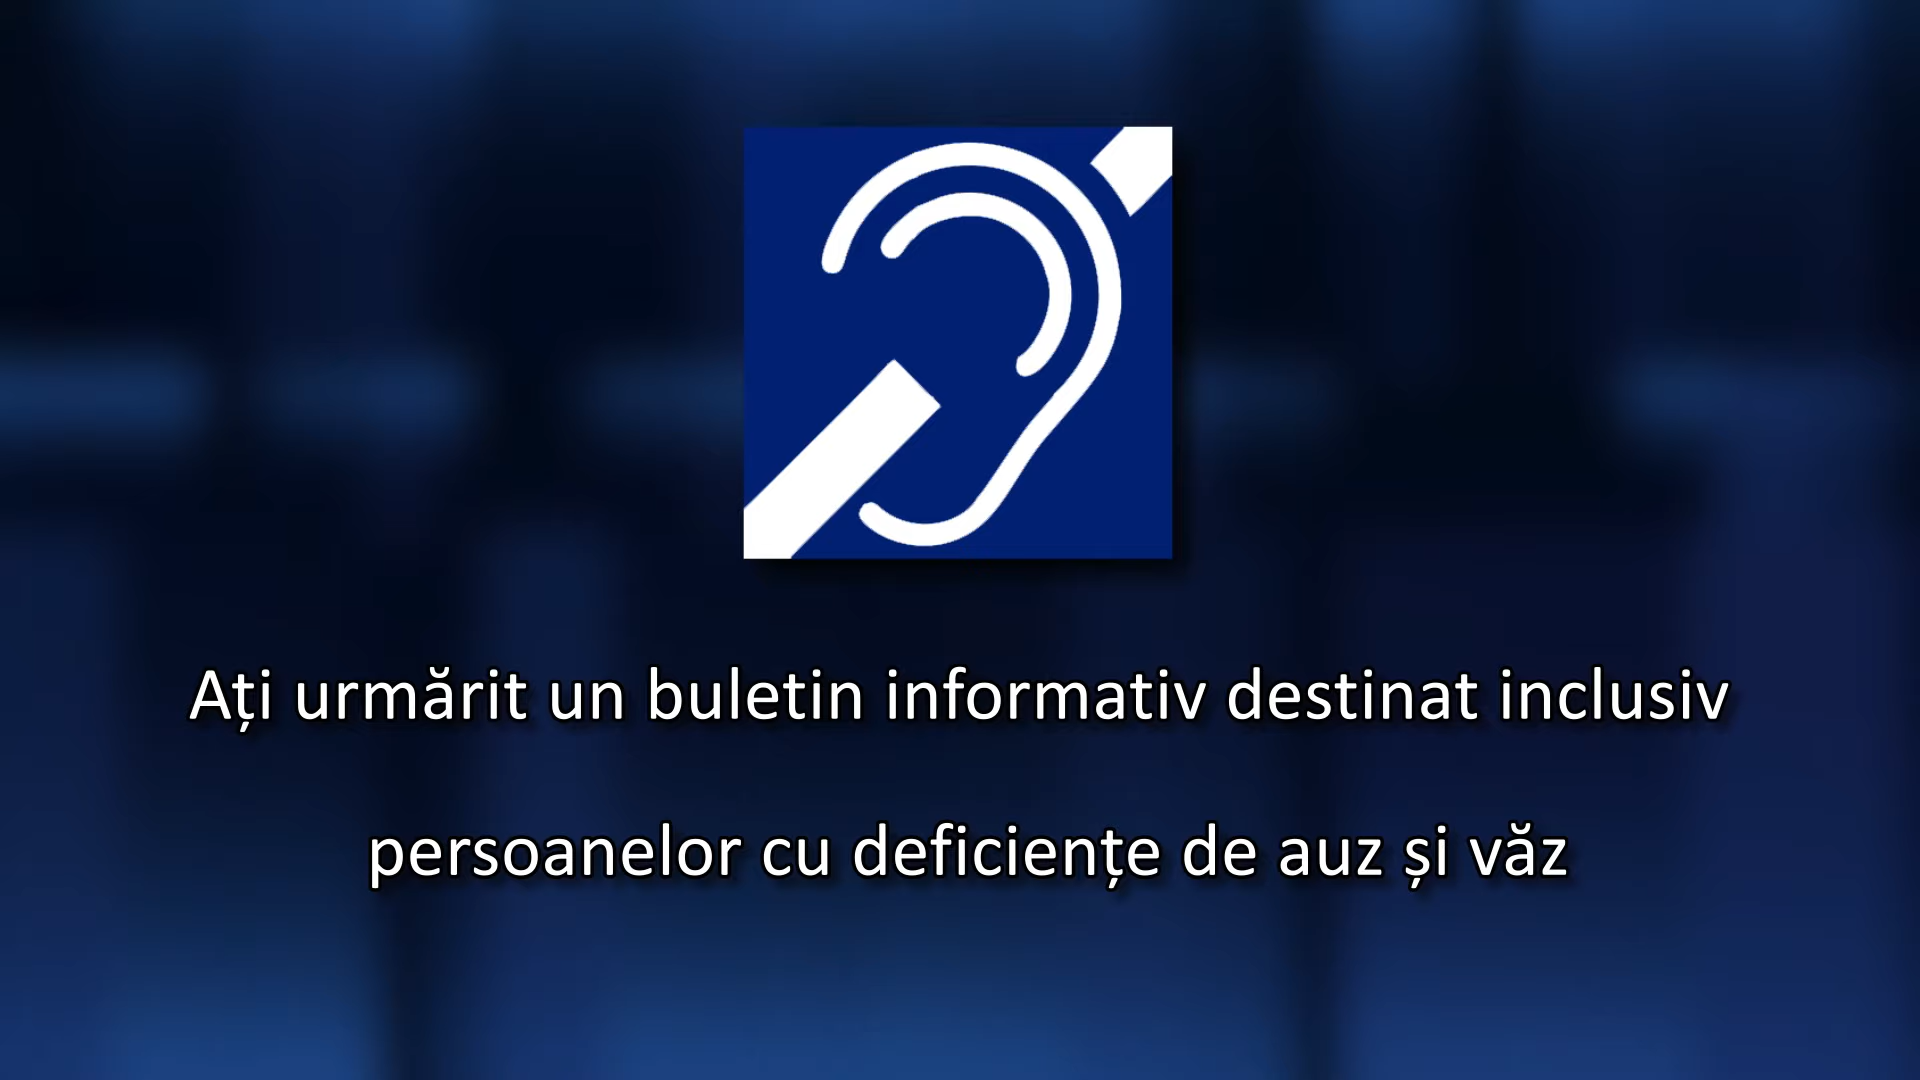 Ați urmărit un buletin informativ destinat inclusiv
persoanelor cu deficiențe de auz și văz